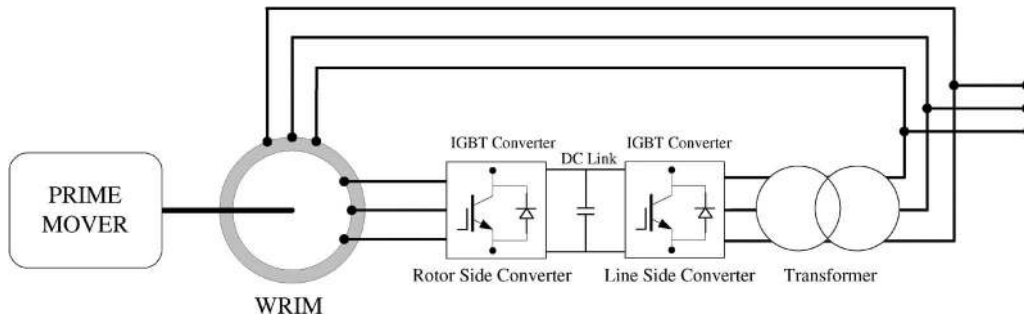 IGBT Converter
IGBT Converter
DC Link
PRIME
MOVER
Rotor Side Converter
Line Side Converter
Transformer
WRIM